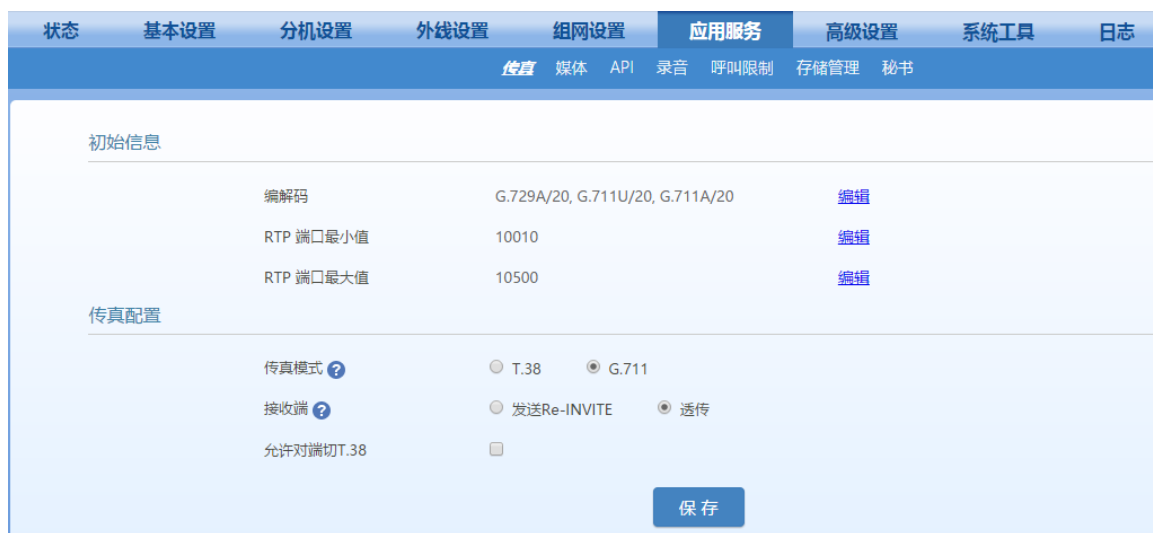 状态 基本设置 分机设置 外线设置 组网设置 应用服务 高级设置 系统工具 日志
传真 媒体 API 录音 呼叫限制 存储管理 秘书
初始信息
编解码 G.729A/20, G.711U/20, G.711A/20 编辑
RTP 端口最小值 10010 编辑
RTP 端口最大值 10500 编辑
传真配置
传真模式 ? T.38 G.711
接收端 ? 发送Re-INVITE 透传
允许对端切T.38
保存